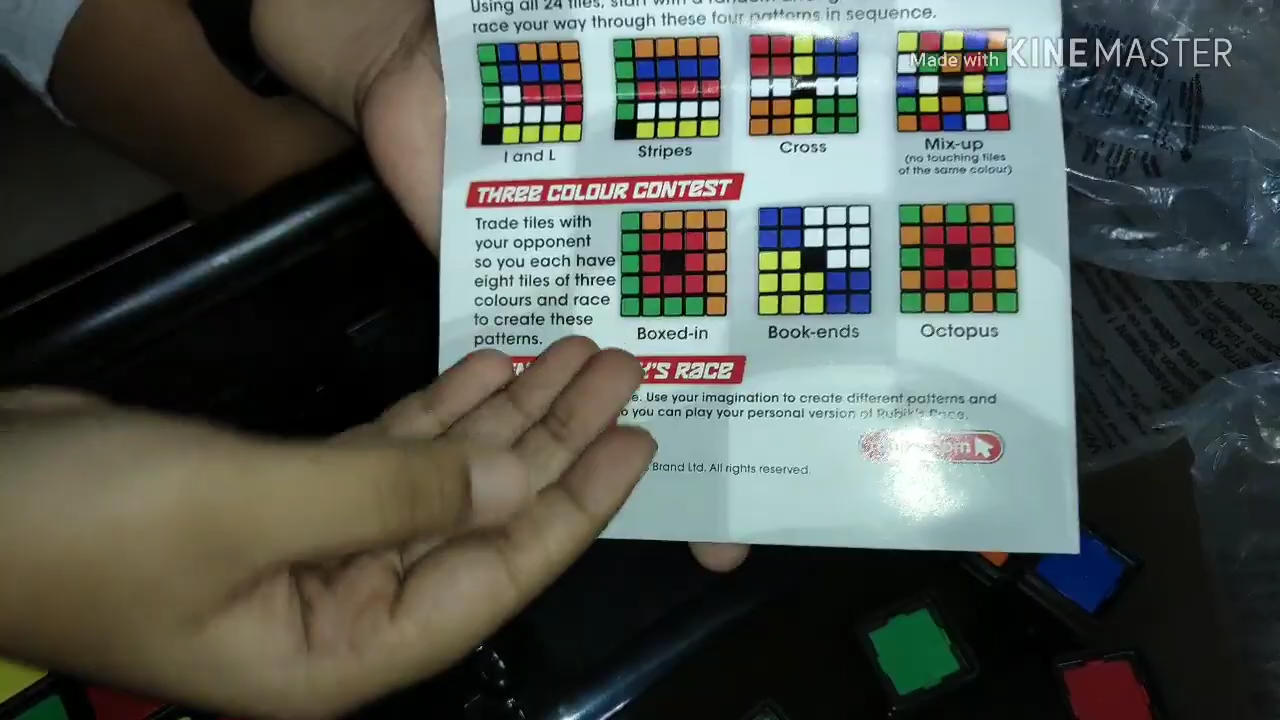 Using all 24 tiles, start with a random
race your way through these four patterns in sequence.
Made with KINEMASTER
I and L
Stripes
Cross
Mix-up
(no touching tiles
of the same colour)
THREE COLOUR CONTEST
Trade tiles with
your opponent
so you each have
eight tiles of three
colours and race
to create these
patterns.
Boxed-in
Book-ends
Octopus
RACE
Use your imagination to create different patterns and
you can play your personal version of Rubik's Race.
Brand Ltd. All rights reserved.